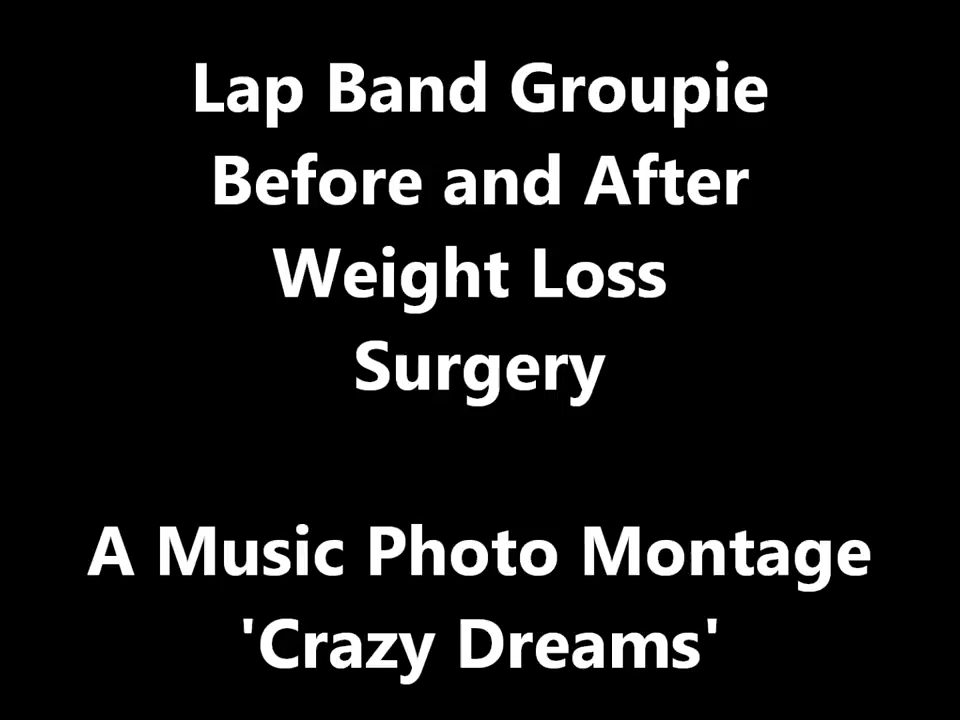 Lap Band Groupie
Before and After
Weight Loss
Surgery
A Music Photo Montage
'Crazy Dreams'